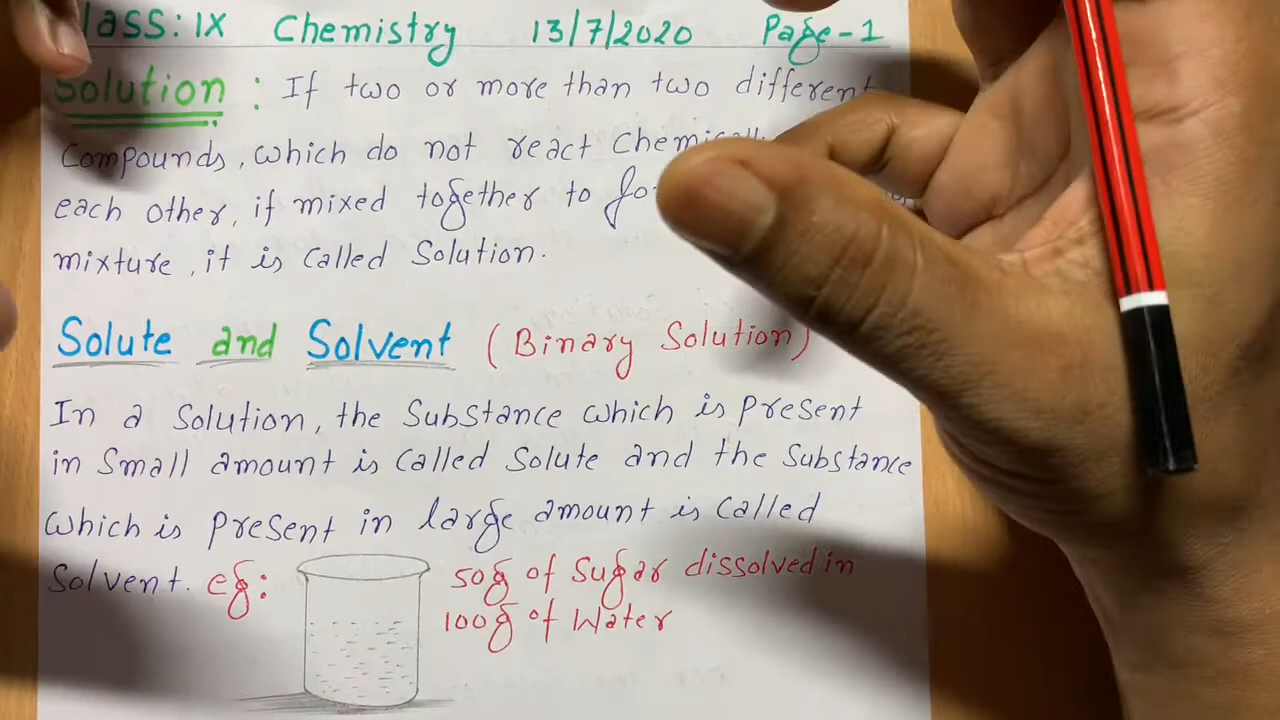 lass: IX Chemistry 13/7/2020 Page-1
Solution : If two or more than two different
Compounds, which do not react
each other, if mixed together to
mixture, it is called Solution.
Solute and Solvent (Binary Solution)
In a Solution, the Substance which is present
in Small amount is called Solute and the Substance
which is present in large amount is called
Solvent. eg:
50g of Sugar dissolved in
100g of Water